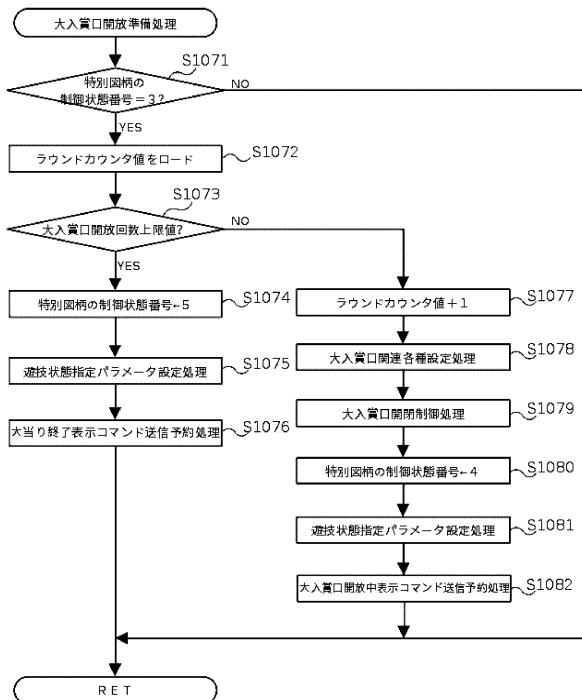 大入賞口開放準備処理
S1071
特別図柄の
制御状態番号=3?
NO
YES
ラウンドカウンタ値をロード
S1072
S1073
大入賞口開放回数上限値?
NO
YES
特別図柄の制御状態番号←5
S1074
遊技状態指定パラメータ設定処理
S1075
大当り終了表示コマンド送信予約処理
S1076
ラウンドカウンタ値+1
S1077
大入賞口関連各種設定処理
S1078
大入賞口開閉制御処理
S1079
特別図柄の制御状態番号←4
S1080
遊技状態指定パラメータ設定処理
S1081
大入賞口開放中表示コマンド送信予約処理
S1082
RET